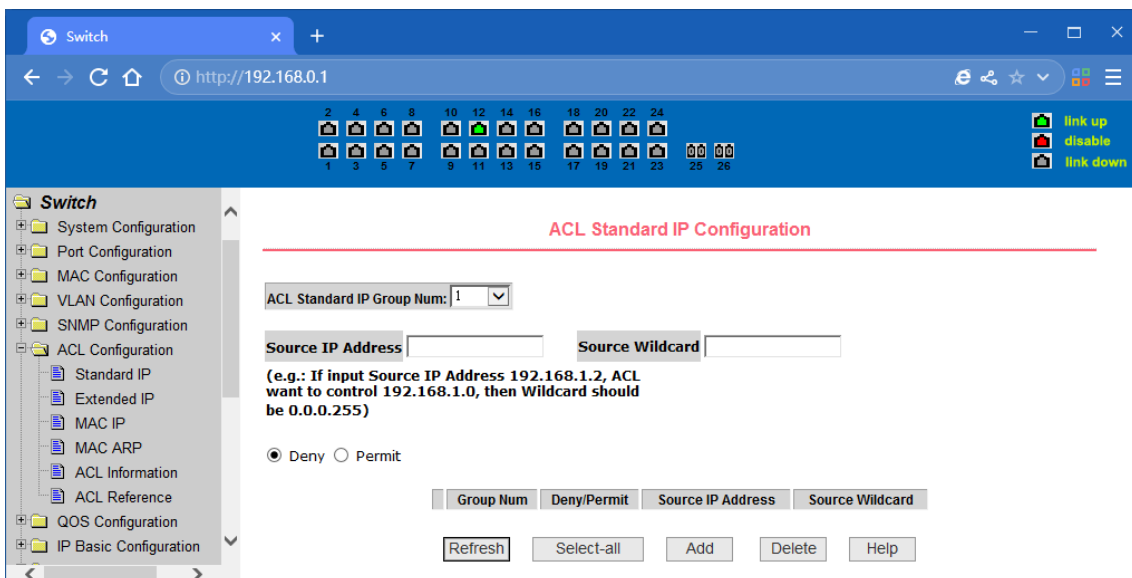 Switch
http://192.168.0.1
2 4 6 8 10 12 14 16 18 20 22 24
1 3 5 7 9 11 13 15 17 19 21 23 25 26
link up
disable
link down
Switch
System Configuration
Port Configuration
MAC Configuration
VLAN Configuration
SNMP Configuration
ACL Configuration
Standard IP
Extended IP
MAC IP
MAC ARP
ACL Information
ACL Reference
QOS Configuration
IP Basic Configuration
ACL Standard IP Configuration
ACL Standard IP Group Num: 1
Source IP Address Source Wildcard
(e.g.: If input Source IP Address 192.168.1.2, ACL
want to control 192.168.1.0, then Wildcard should
be 0.0.0.255)
Deny Permit
Group Num Deny/Permit Source IP Address Source Wildcard
Refresh Select-all Add Delete Help